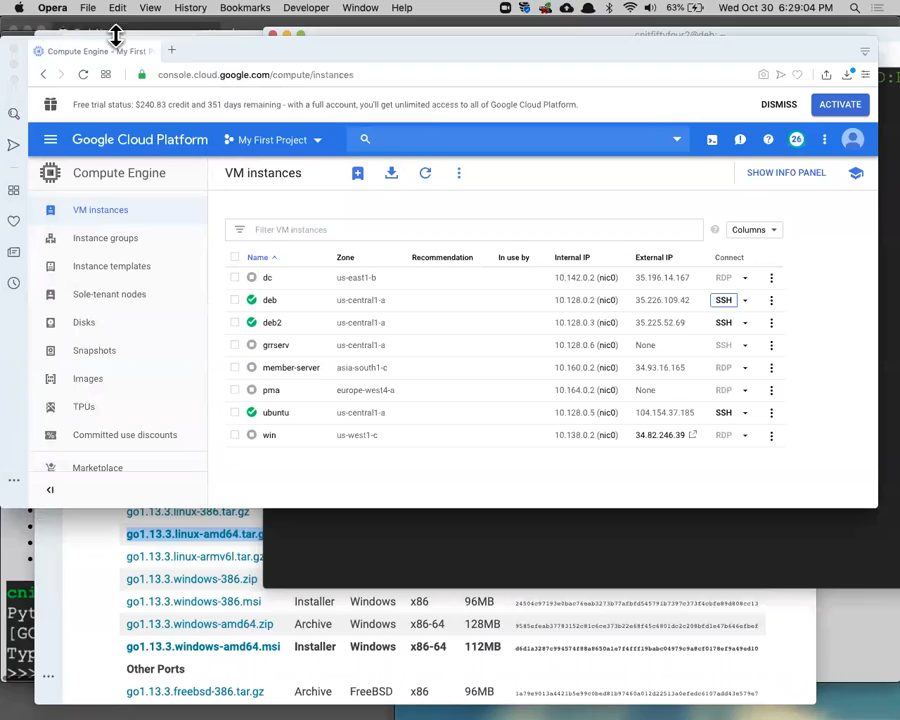 Opera File Edit View History Bookmarks Developer Window Help 63% Wed Oct 30 6:29:04 PM
cnitfiftyfour2@deb: ~
Compute Engine - My First P
console.cloud.google.com/compute/instances
Free trial status: $240.83 credit and 351 days remaining - with a full account, you'll get unlimited access to all of Google Cloud Platform. DISMISS ACTIVATE
Google Cloud Platform My First Project 26
Compute Engine VM instances SHOW INFO PANEL
VM instances
Instance groups
Instance templates
Sole-tenant nodes
Disks
Snapshots
Images
TPUs
Committed use discounts
Marketplace
Filter VM instances Columns
Name Zone Recommendation In use by Internal IP External IP Connect
dc us-east1-b 10.142.0.2 (nic0) 35.196.14.167 RDP
deb us-central1-a 10.128.0.2 (nic0) 35.226.109.42 SSH
deb2 us-central1-a 10.128.0.3 (nic0) 35.225.52.69 SSH
grrserv us-central1-a 10.128.0.6 (nic0) None SSH
member-server asia-south1-c 10.160.0.2 (nic0) 34.93.16.165 RDP
pma europe-west4-a 10.164.0.2 (nic0) None RDP
ubuntu us-central1-a 10.128.0.5 (nic0) 104.154.37.185 SSH
win us-west1-c 10.138.0.2 (nic0) 34.82.246.39 RDP
go1.13.3.linux-386.tar.gz
go1.13.3.linux-amd64.tar.g
go1.13.3.linux-armv6l.tar.gz
go1.13.3.windows-386.zip
go1.13.3.windows-386.msi Installer Windows x86 96MB
go1.13.3.windows-amd64.zip Archive Windows x86-64 128MB
go1.13.3.windows-amd64.msi Installer Windows x86-64 112MB
Other Ports
go1.13.3.freebsd-386.tar.gz Archive FreeBSD x86 96MB
cni
Pyt
[GC
Typ
>>>